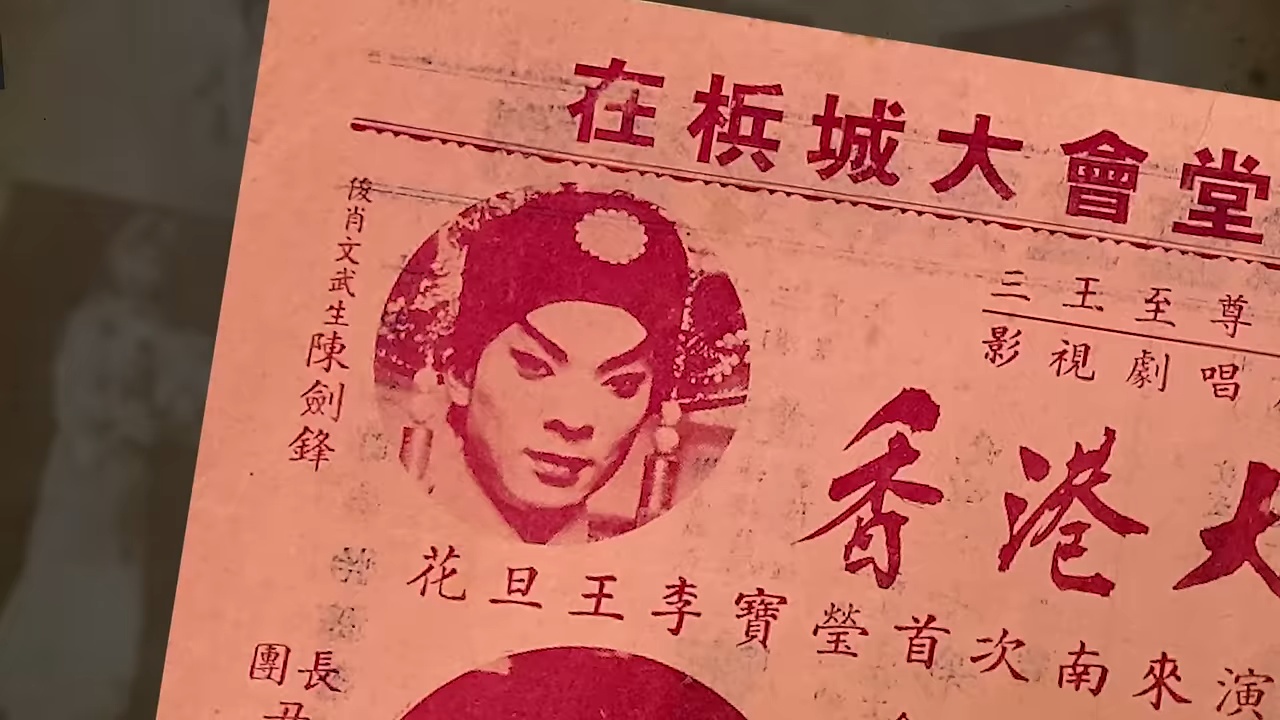 在梹城大會堂
三王至尊
影視劇唱
俊肖文武生陳劍鋒
香港大
花旦王李寶瑩首次南來演
團長
丑